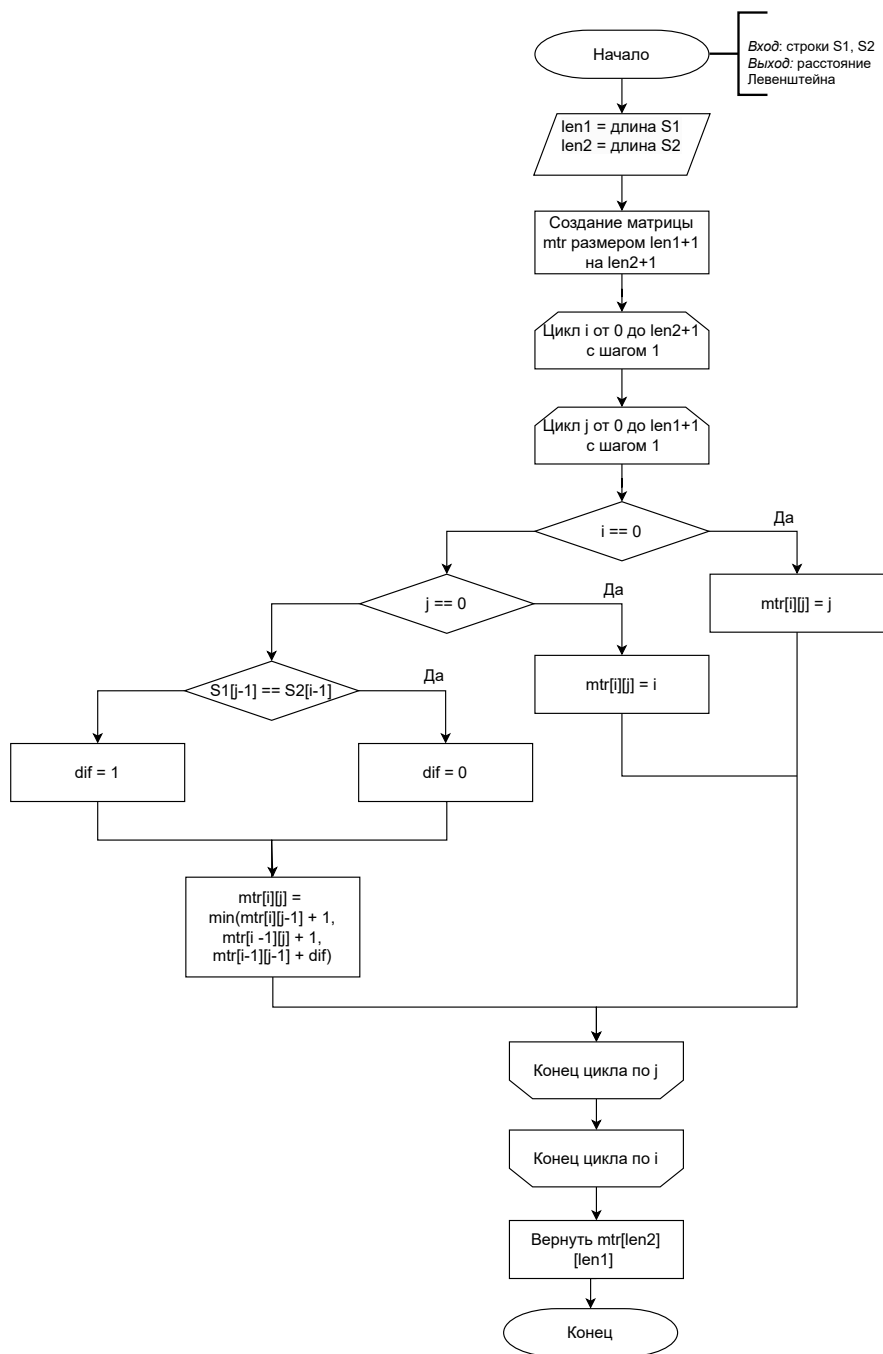 Начало
Вход: строки S1, S2
Выход: расстояние
Левенштейна
len1 = длина S1
len2 = длина S2
Создание матрицы
mtr размером len1+1
на len2+1
Цикл i от 0 до len2+1
с шагом 1
Цикл j от 0 до len1+1
с шагом 1
i == 0
Да
j == 0
Да
mtr[i][j] = j
S1[j-1] == S2[i-1]
Да
mtr[i][j] = i
dif = 1
dif = 0
mtr[i][j] =
min(mtr[i][j-1] + 1,
mtr[i -1][j] + 1,
mtr[i-1][j-1] + dif)
Конец цикла по j
Конец цикла по i
Вернуть mtr[len2]
[len1]
Конец